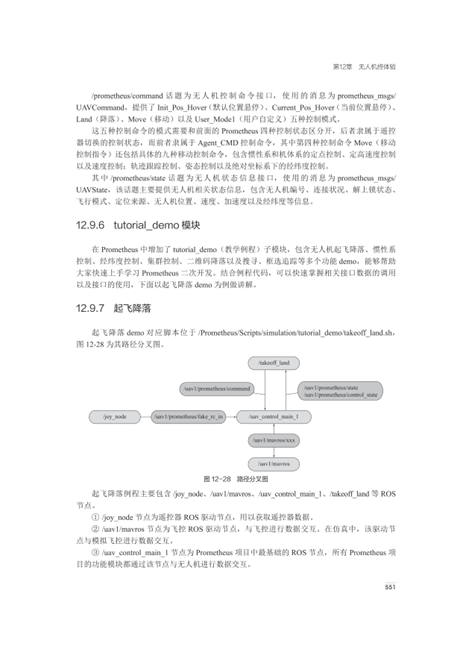 第12章 无人机终体验
/prometheus/command 话题为无人机控制命令接口，使用的消息为 prometheus_msgs/
UAVCommand，提供了 Init_Pos_Hover（默认位置悬停）、Current_Pos_Hover（当前位置悬停）、
Land（降落）、Move（移动）以及 User_Mode1（用户自定义）五种控制模式。
这五种控制命令的模式需要和前面的 Prometheus 四种控制状态区分开，后者隶属于遥控
器切换的控制状态，而前者隶属于 Agent_CMD 控制命令，其中第四种控制命令 Move（移动
控制指令）还包括具体的九种移动控制命令，包含惯性系和机体系的定点控制、定高速度控制
以及速度控制；轨迹跟踪控制、姿态控制以及绝对坐标系下的经纬度控制。
其中 /prometheus/state 话题为无人机状态信息接口，使用的消息为 prometheus_msgs/
UAVState，该话题主要提供无人机相关状态信息，包含无人机编号、连接状况、解上锁状态、
飞行模式、定位来源、无人机位置、速度、加速度以及经纬度等信息。
12.9.6 tutorial_demo 模块
在 Prometheus 中增加了 tutorial_demo（教学例程）子模块，包含无人机起飞降落、惯性系
控制、经纬度控制、集群控制、二维码降落以及搜寻、框选追踪等多个功能 demo，能够帮助
大家快速上手学习 Prometheus 二次开发。结合例程代码，可以快速掌握相关接口数据的调用
以及接口的使用，下面以起飞降落 demo 为例做讲解。
12.9.7 起飞降落
起飞降落 demo 对应脚本位于 /Prometheus/Scripts/simulation/tutorial_demo/takeoff_land.sh，
图 12-28 为其路径分叉图。
/takeoff_land
/uav1/prometheus/command
/uav1/prometheus/state
/uav1/prometheus/control_state
/joy_node
/uav1/prometheus/fake_rc_in
/uav_control_main_1
/uav1/mavros/xxx
/uav1/mavros
图 12-28 路径分叉图
起飞降落例程主要包含 /joy_node、/uav1/mavros、/uav_control_main_1、/takeoff_land 等 ROS
节点。
① /joy_node 节点为遥控器 ROS 驱动节点，用以获取遥控器数据。
② /uav1/mavros 节点为飞控 ROS 驱动节点，与飞控进行数据交互。在仿真中，该驱动节
点与模拟飞控进行数据交互。
③ /uav_control_main_1 节点为 Prometheus 项目中最基础的 ROS 节点，所有 Prometheus 项
目的功能模块都通过该节点与无人机进行数据交互。
551